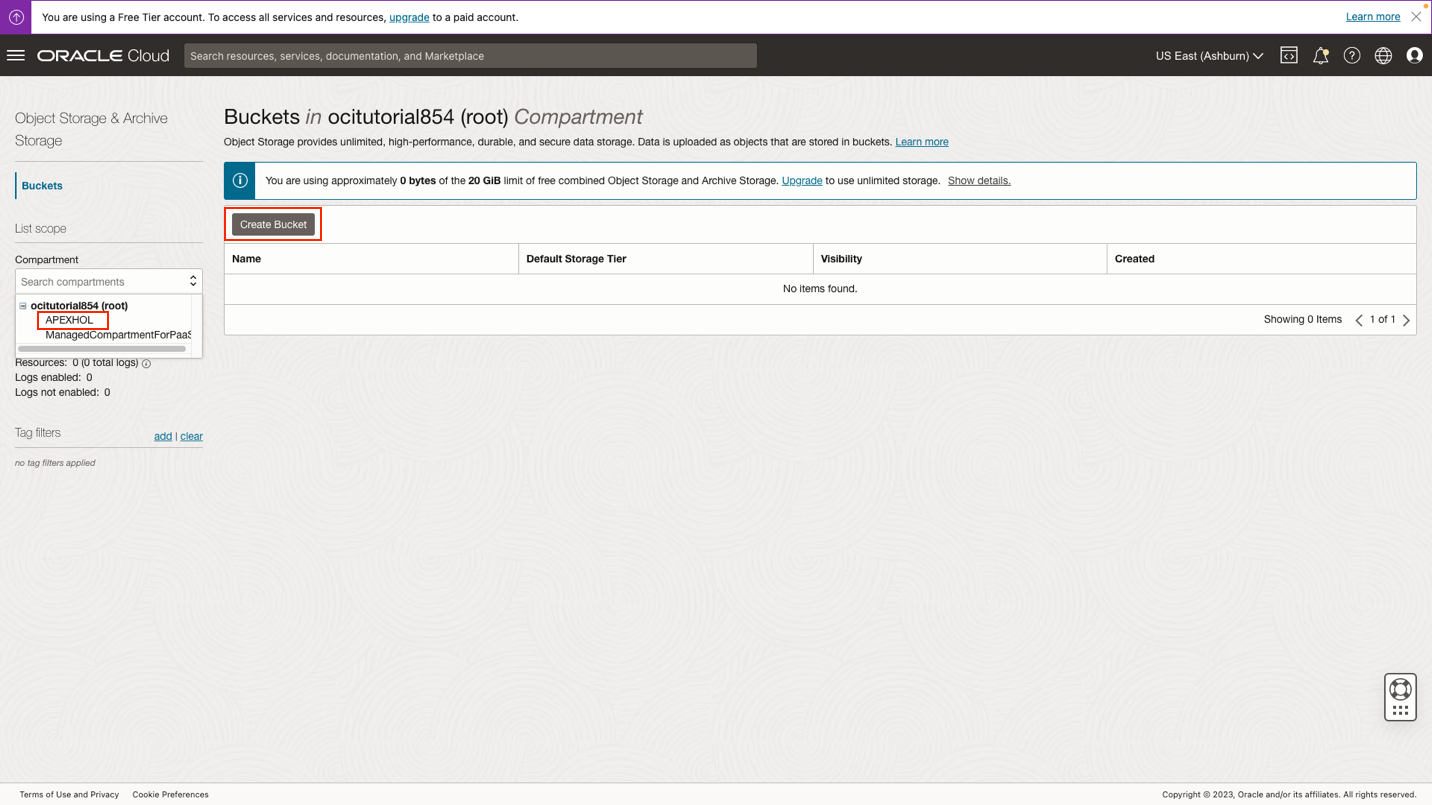 You are using a Free Tier account. To access all services and resources, upgrade to a paid account.
Learn more
ORACLE Cloud
Search resources, services, documentation, and Marketplace
US East (Ashburn)
Object Storage & Archive
Storage
Buckets
List scope
Compartment
Search compartments
ocitutorial854 (root)
APEXHOL
ManagedCompartmentForPaaS
Resources: 0 (0 total logs)
Logs enabled: 0
Logs not enabled: 0
Tag filters
add | clear
no tag filters applied
Buckets in ocitutorial854 (root) Compartment
Object Storage provides unlimited, high-performance, durable, and secure data storage. Data is uploaded as objects that are stored in buckets. Learn more
You are using approximately 0 bytes of the 20 GiB limit of free combined Object Storage and Archive Storage. Upgrade to use unlimited storage. Show details.
Create Bucket
Name Default Storage Tier Visibility Created
No items found.
Showing 0 Items 1 of 1
Terms of Use and Privacy Cookie Preferences
Copyright © 2023, Oracle and/or its affiliates. All rights reserved.